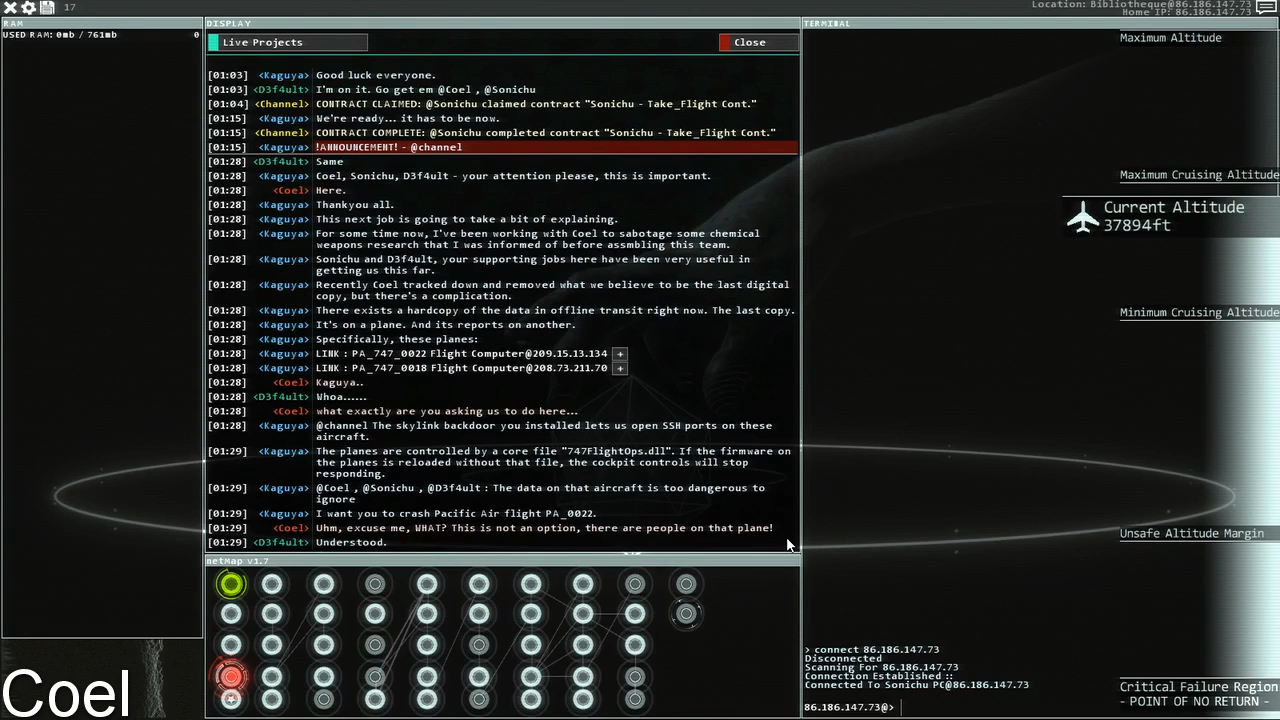 17
Location: Bibliotheque@86.186.147.73
Home IP: 86.186.147.73
RAM
USED RAM: 0mb / 761mb 0
DISPLAY
Live Projects
Close
[01:03] <Kaguya> Good luck everyone.
[01:03] <D3f4ult> I'm on it. Go get em @Coel , @Sonichu
[01:04] <Channel> CONTRACT CLAIMED: @Sonichu claimed contract "Sonichu - Take_Flight Cont."
[01:15] <Kaguya> We're ready... it has to be now.
[01:15] <Channel> CONTRACT COMPLETE: @Sonichu completed contract "Sonichu - Take_Flight Cont."
[01:15] <Kaguya> !ANNOUNCEMENT! - @channel
[01:28] <D3f4ult> Same
[01:28] <Kaguya> Coel, Sonichu, D3f4ult - your attention please, this is important.
[01:28] <Coel> Here.
[01:28] <Kaguya> Thankyou all.
[01:28] <Kaguya> This next job is going to take a bit of explaining.
[01:28] <Kaguya> For some time now, I've been working with Coel to sabotage some chemical
weapons research that I was informed of before assmbling this team.
[01:28] <Kaguya> Sonichu and D3f4ult, your supporting jobs here have been very useful in
getting us this far.
[01:28] <Kaguya> Recently Coel tracked down and removed what we believe to be the last digital
copy, but there's a complication.
[01:28] <Kaguya> There exists a hardcopy of the data in offline transit right now. The last copy.
[01:28] <Kaguya> It's on a plane. And its reports on another.
[01:28] <Kaguya> Specifically, these planes:
[01:28] <Kaguya> LINK : PA_747_0022 Flight Computer@209.15.13.134 +
[01:28] <Kaguya> LINK : PA_747_0018 Flight Computer@208.73.211.70 +
[01:28] <Coel> Kaguya..
[01:28] <D3f4ult> Whoa......
[01:28] <Coel> what exactly are you asking us to do here...
[01:28] <Kaguya> @channel The skylink backdoor you installed lets us open SSH ports on these
aircraft.
[01:29] <Kaguya> The planes are controlled by a core file "747FlightOps.dll". If the firmware on
the planes is reloaded without that file, the cockpit controls will stop
responding.
[01:29] <Kaguya> @Coel , @Sonichu , @D3f4ult : The data on that aircraft is too dangerous to
ignore
[01:29] <Kaguya> I want you to crash Pacific Air flight PA_0022.
[01:29] <Coel> Uhm, excuse me, WHAT? This is not an option, there are people on that plane!
[01:29] <D3f4ult> Understood.
netMap v1.7
Coel
TERMINAL
Maximum Altitude
Maximum Cruising Altitude
Current Altitude
37894ft
Minimum Cruising Altitude
Unsafe Altitude Margin
> connect 86.186.147.73
Disconnected
Scanning For 86.186.147.73
Connection Established ::
Connected To Sonichu PC@86.186.147.73
86.186.147.73@>
Critical Failure Region
- POINT OF NO RETURN -